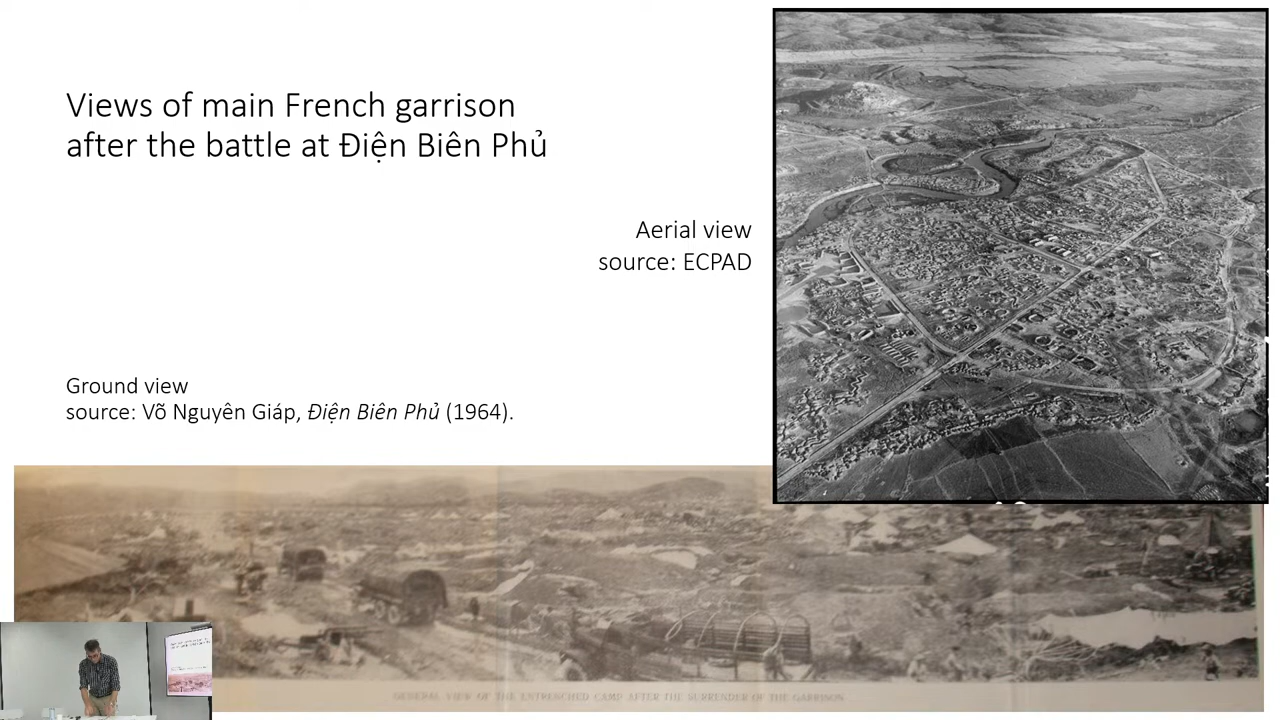 Views of main French garrison
after the battle at Điện Biên Phủ
Aerial view
source: ECPAD
Ground view
source: Võ Nguyên Giáp, Điện Biên Phủ (1964).
GENERAL VIEW OF THE ENTRENCHED CAMP AFTER THE SURRENDER OF THE GARRISON